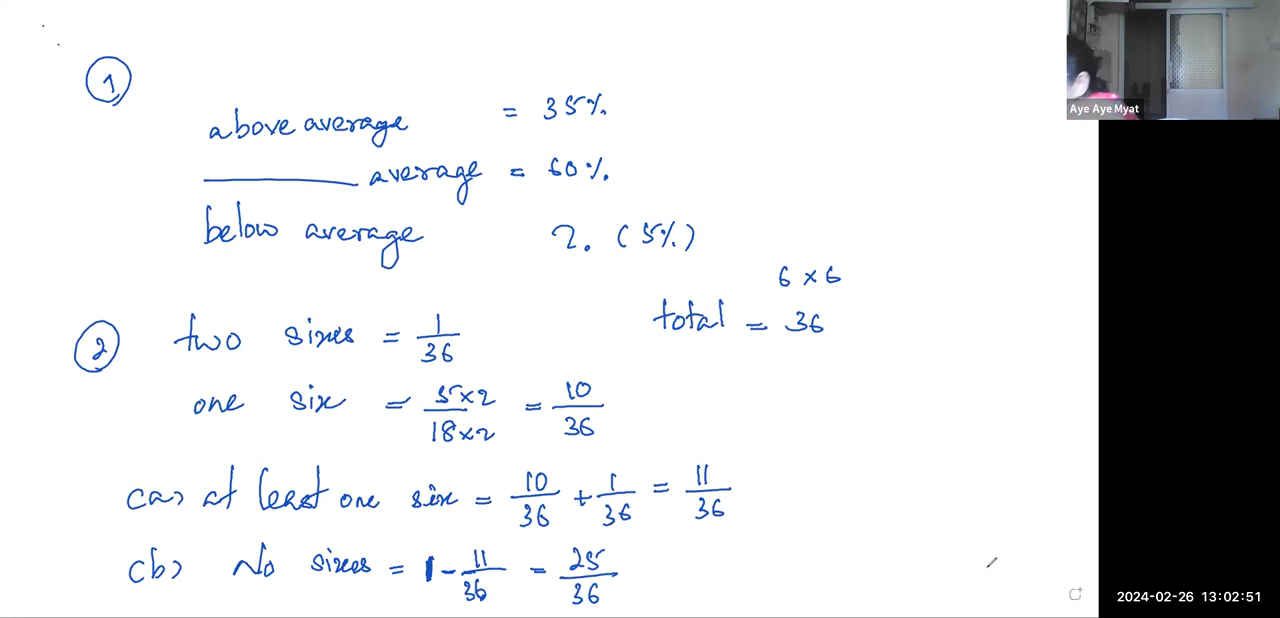 1
above average = 35%
average = 60%
below average ?. (5%)
6 × 6
total = 36
2 two sixes = 1/36
one six = 5×2/18×2 = 10/36
(a) at least one six = 10/36 + 1/36 = 11/36
(b) No sixes = 1 - 11/36 = 25/36
Aye Aye Myat
2024-02-26 13:02:51